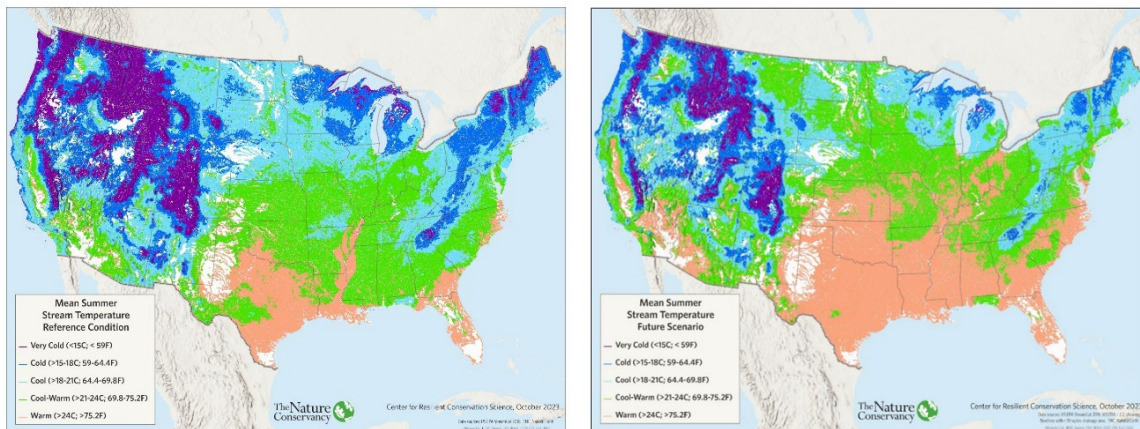 Mean Summer
Stream Temperature
Reference Condition
Very Cold (<15C; < 59F)
Cold (>15-18C; 59-64.4F)
Cool (>18-21C; 64.4-69.8F)
Cool-Warm (>21-24C; 69.8-75.2F)
Warm (>24C; >75.2F)
The Nature
Conservancy
Center for Resilient Conservation Science, October 2023
Mean Summer
Stream Temperature
Future Scenario
Very Cold (<15C; < 59F)
Cold (>15-18C; 59-64.4F)
Cool (>18-21C; 64.4-69.8F)
Cool-Warm (>21-24C; 69.8-75.2F)
Warm (>24C; >75.2F)
The Nature
Conservancy
Center for Resilient Conservation Science, October 2023